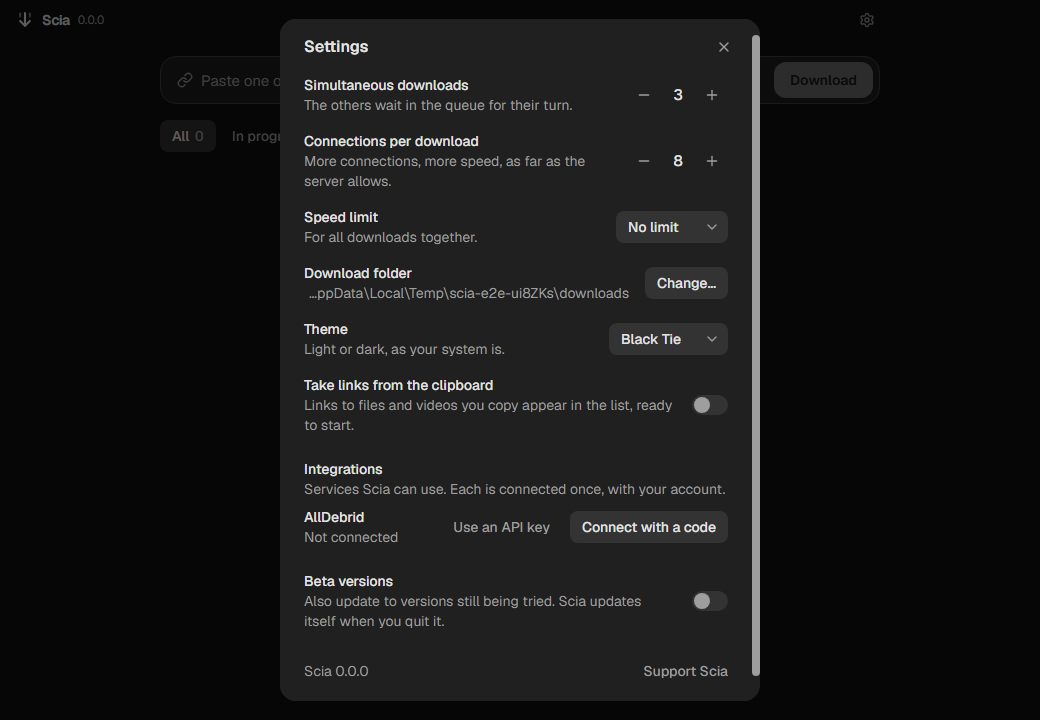 Scia 0.0.0
Settings
Paste one o
Download
All 0
In progr
Simultaneous downloads
The others wait in the queue for their turn.
3
Connections per download
More connections, more speed, as far as the
server allows.
8
Speed limit
For all downloads together.
No limit
Download folder
...ppData\Local\Temp\scia-e2e-ui8ZKs\downloads
Change...
Theme
Light or dark, as your system is.
Black Tie
Take links from the clipboard
Links to files and videos you copy appear in the list, ready
to start.
Integrations
Services Scia can use. Each is connected once, with your account.
AllDebrid
Not connected
Use an API key
Connect with a code
Beta versions
Also update to versions still being tried. Scia updates
itself when you quit it.
Scia 0.0.0
Support Scia